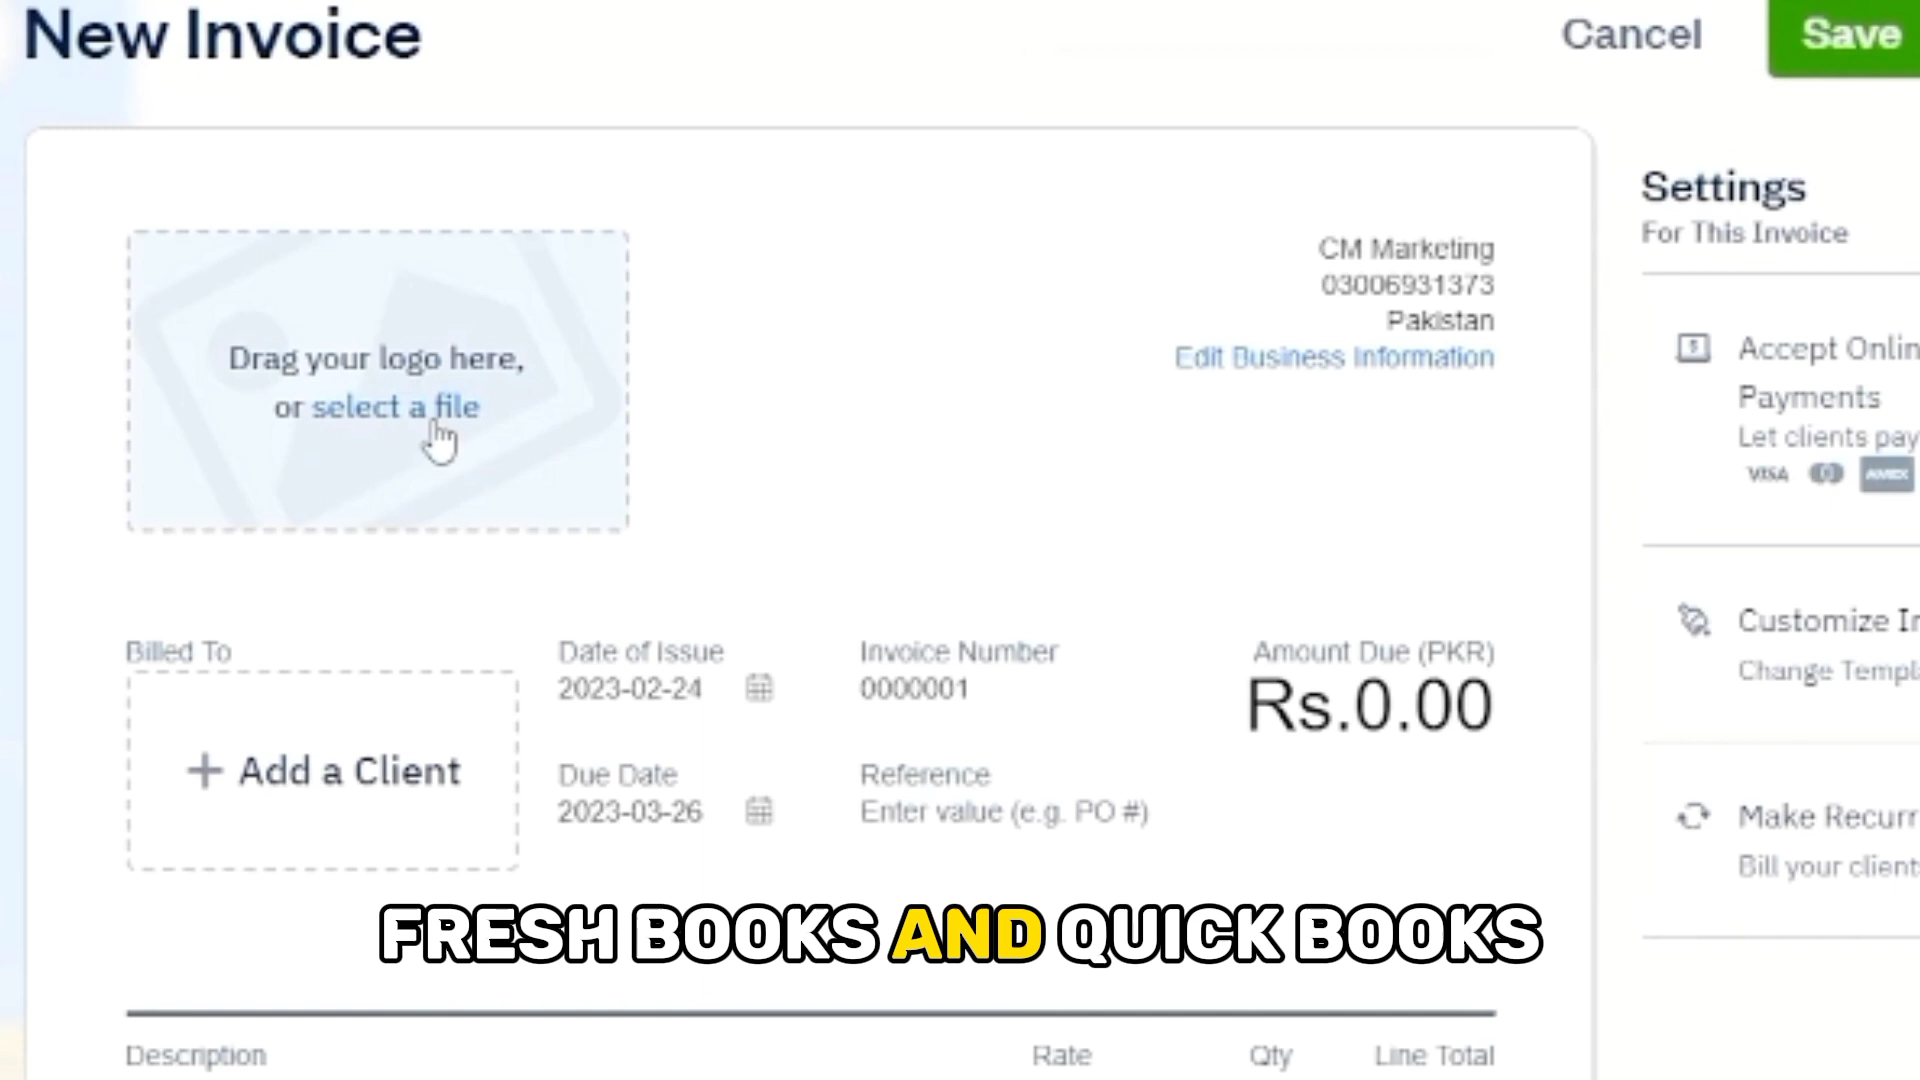 New Invoice
Cancel
Save
Drag your logo here,
or select a file
CM Marketing
03006931373
Pakistan
Edit Business Information
Settings
For This Invoice
Accept Onlin
Payments
Let clients pay
VISA
AMEX
Customize In
Change Templa
Make Recurr
Bill your clients
Billed To
+ Add a Client
Date of Issue
2023-02-24
Due Date
2023-03-26
Invoice Number
0000001
Reference
Enter value (e.g. PO #)
Amount Due (PKR)
Rs.0.00
FRESH BOOKS AND QUICK BOOKS
Description Rate Qty Line Total